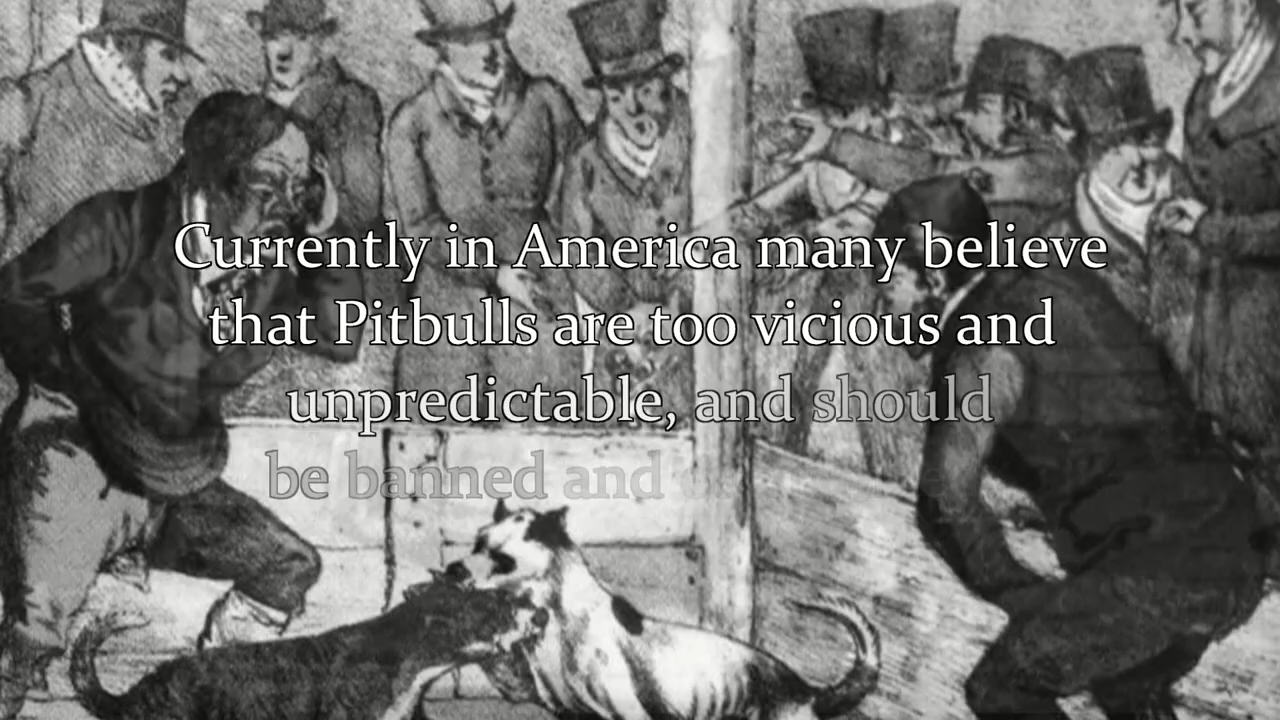 Currently in America many believe
that Pitbulls are too vicious and
unpredictable, and should
be banned and